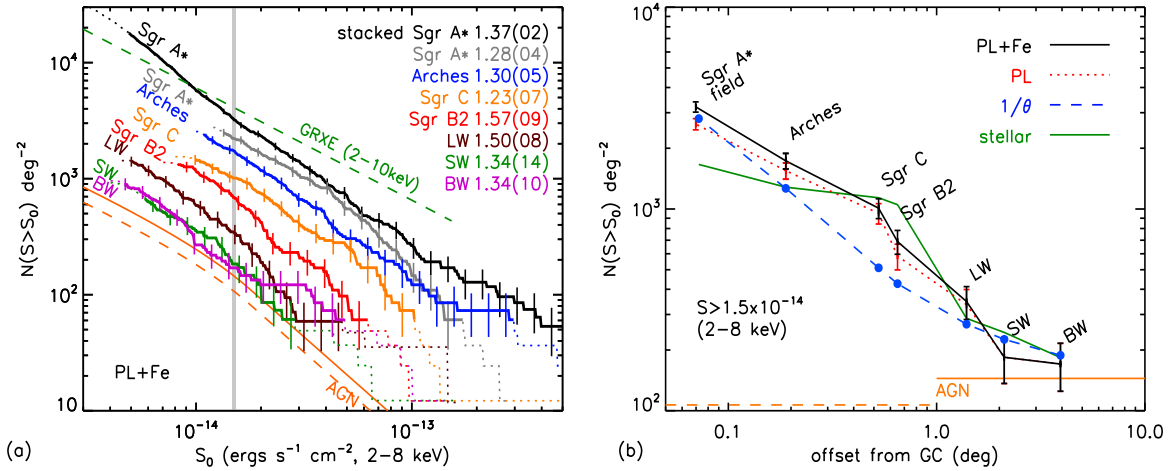 stacked Sgr A* 1.37(02)
Sgr A* 1.28(04)
Arches 1.30(05)
Sgr C 1.23(07)
Sgr B2 1.57(09)
LW 1.50(08)
SW 1.34(14)
BW 1.34(10)
Sgr A*
Sgr A*
Arches
Sgr C
Sgr B2
LW
SW
BW
GRXE (2-10keV)
AGN
PL+Fe
N(S>S₀) deg⁻²
10⁴
10³
10²
10
10⁻¹⁴
10⁻¹³
S₀ (ergs s⁻¹ cm⁻², 2-8 keV)
(a)
PL+Fe
PL
1/θ
stellar
Sgr A*
field
Arches
Sgr C
Sgr B2
LW
SW
BW
S>1.5x10⁻¹⁴
(2-8 keV)
AGN
N(S>S₀) deg⁻²
10⁴
10³
10²
0.1
1.0
10.0
offset from GC (deg)
(b)